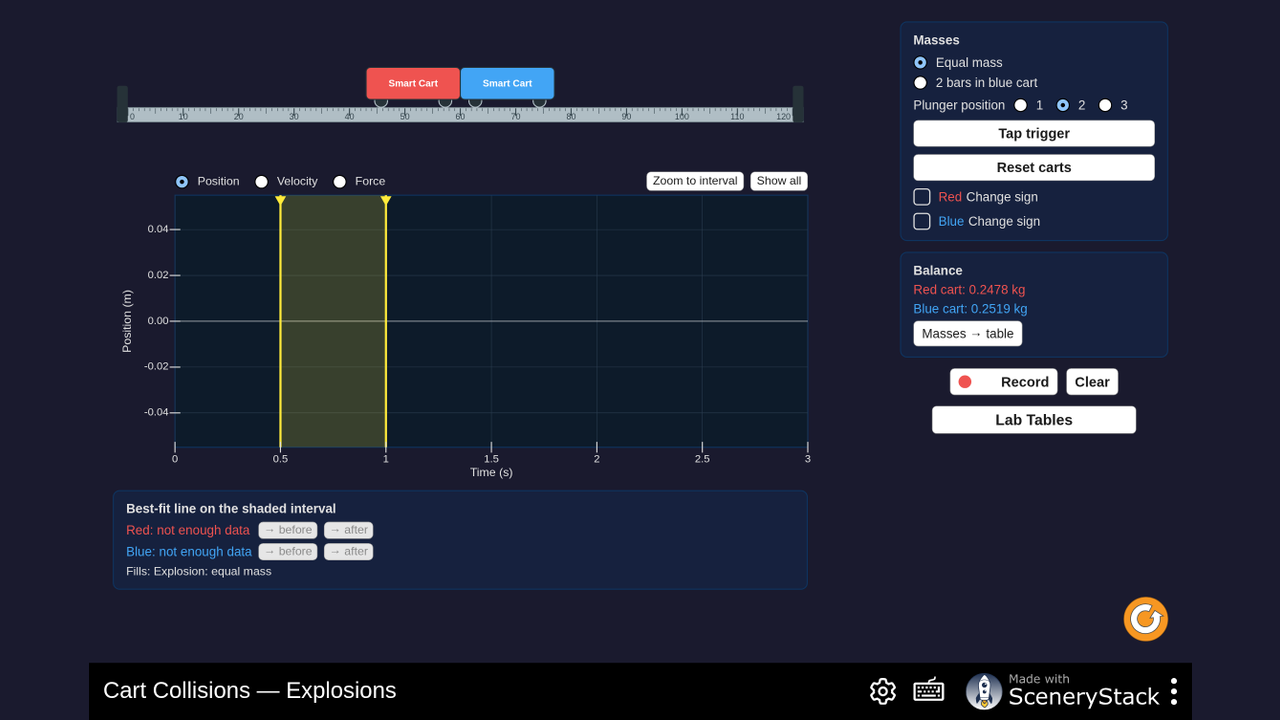 Smart Cart Smart Cart
0 10 20 30 40 50 60 70 80 90 100 110 120
Position Velocity Force Zoom to interval Show all
0.04
0.02
0.00
-0.02
-0.04
Position (m)
0 0.5 1 1.5 2 2.5 3
Time (s)
Best-fit line on the shaded interval
Red: not enough data → before → after
Blue: not enough data → before → after
Fills: Explosion: equal mass
Masses
Equal mass
2 bars in blue cart
Plunger position 1 2 3
Tap trigger
Reset carts
Red Change sign
Blue Change sign
Balance
Red cart: 0.2478 kg
Blue cart: 0.2519 kg
Masses → table
Record Clear
Lab Tables
Cart Collisions — Explosions
Made with
SceneryStack